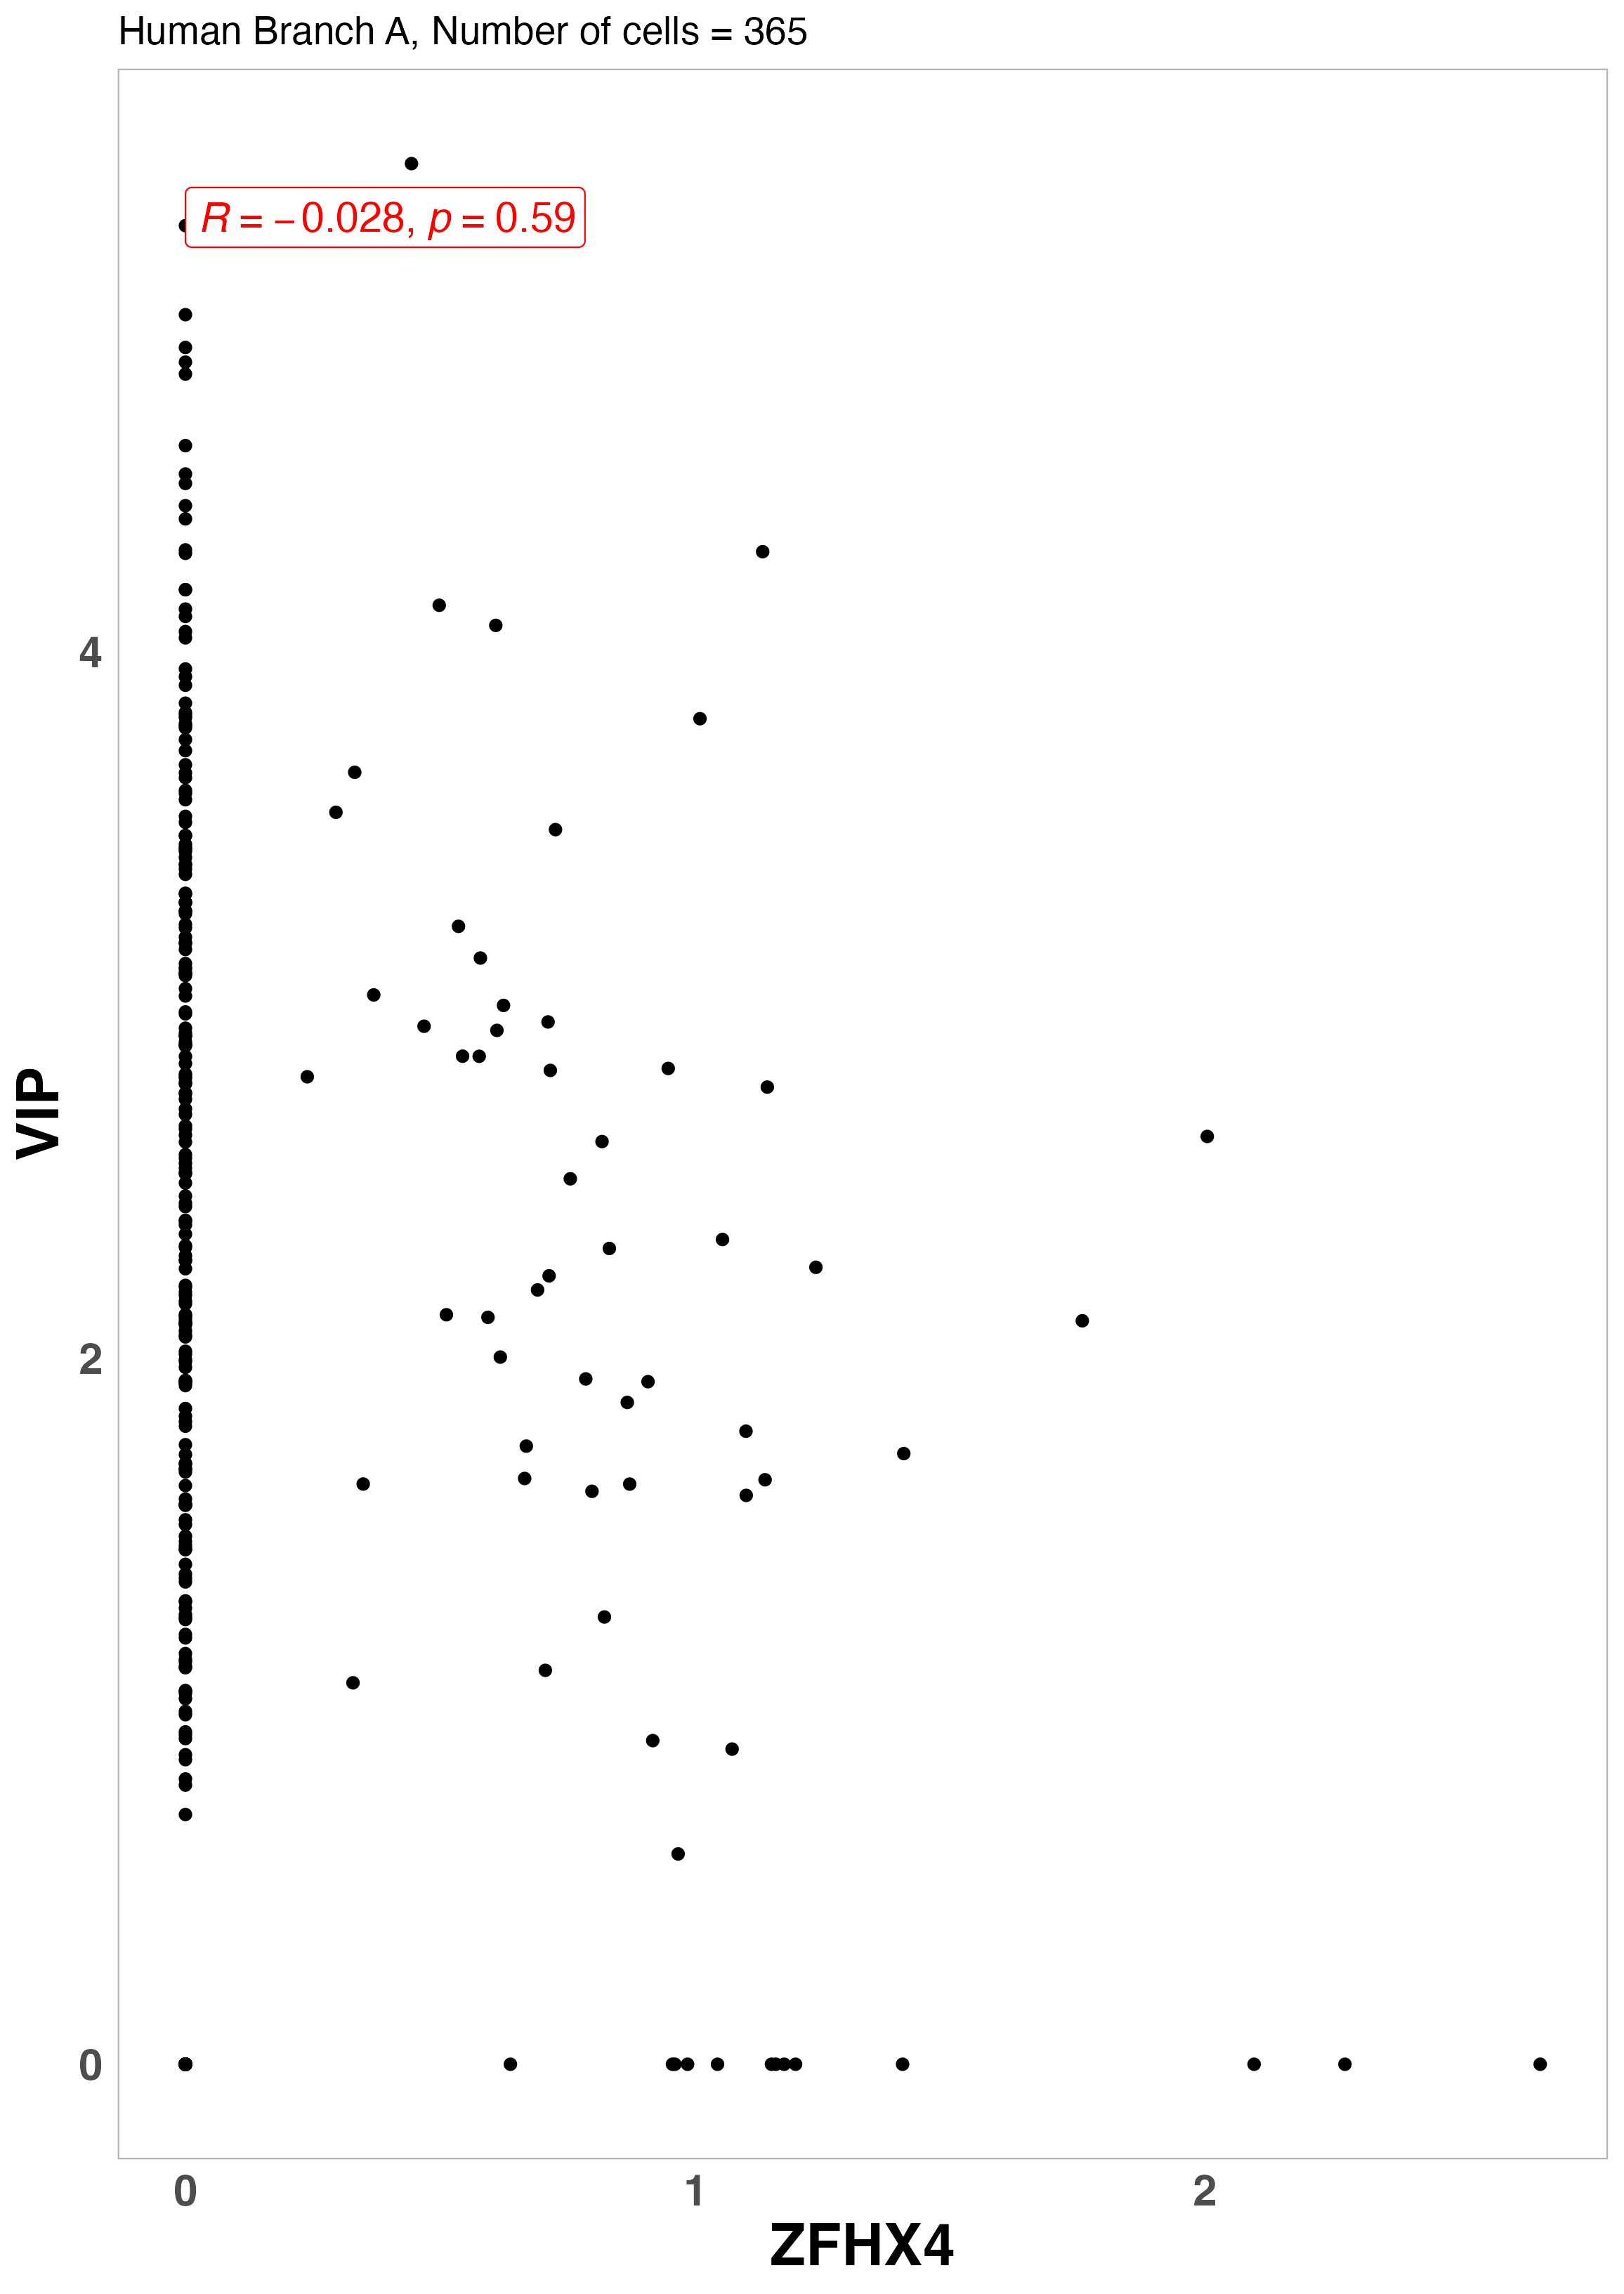 Human Branch A, Number of cells = 365
R = −0.028, p = 0.59
4
VIP
2
0
0 1 2
ZFHX4